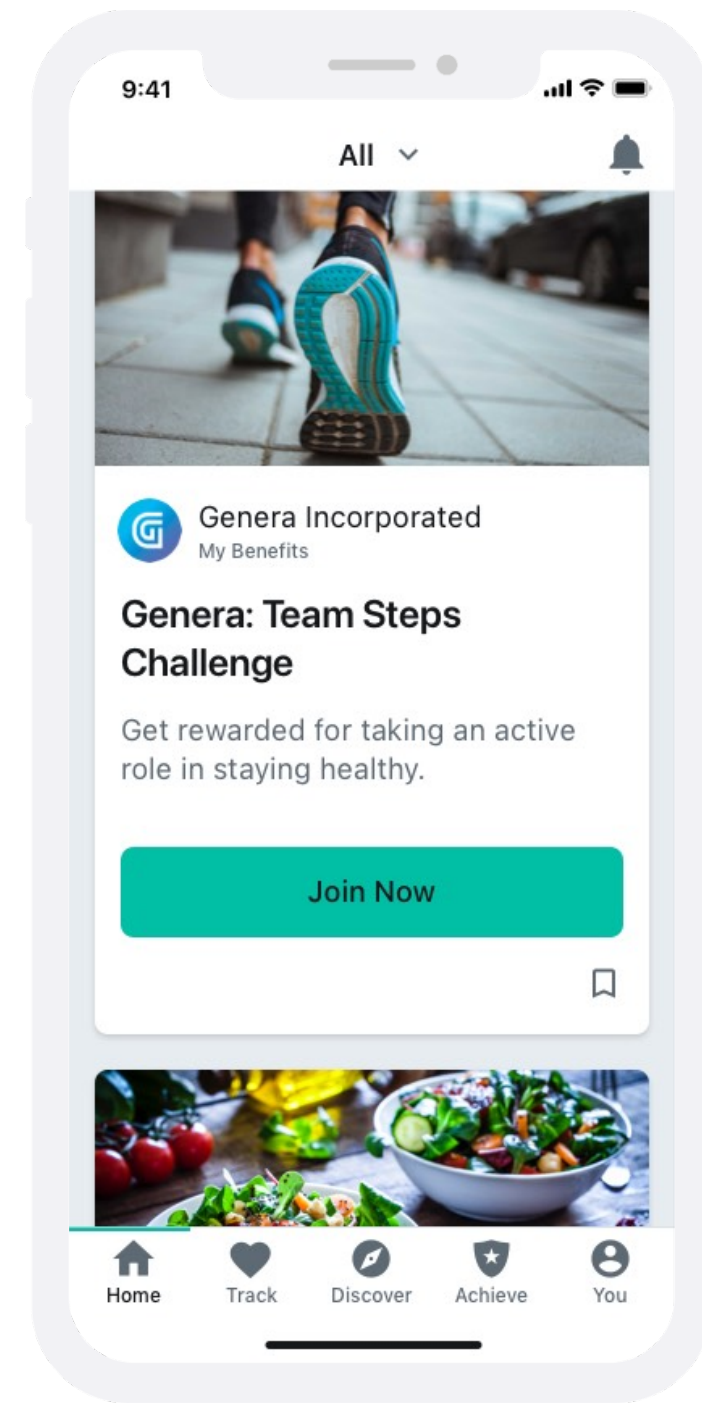 9:41
All
Genera Incorporated
My Benefits
Genera: Team Steps
Challenge
Get rewarded for taking an active
role in staying healthy.
Join Now
Home Track Discover Achieve You